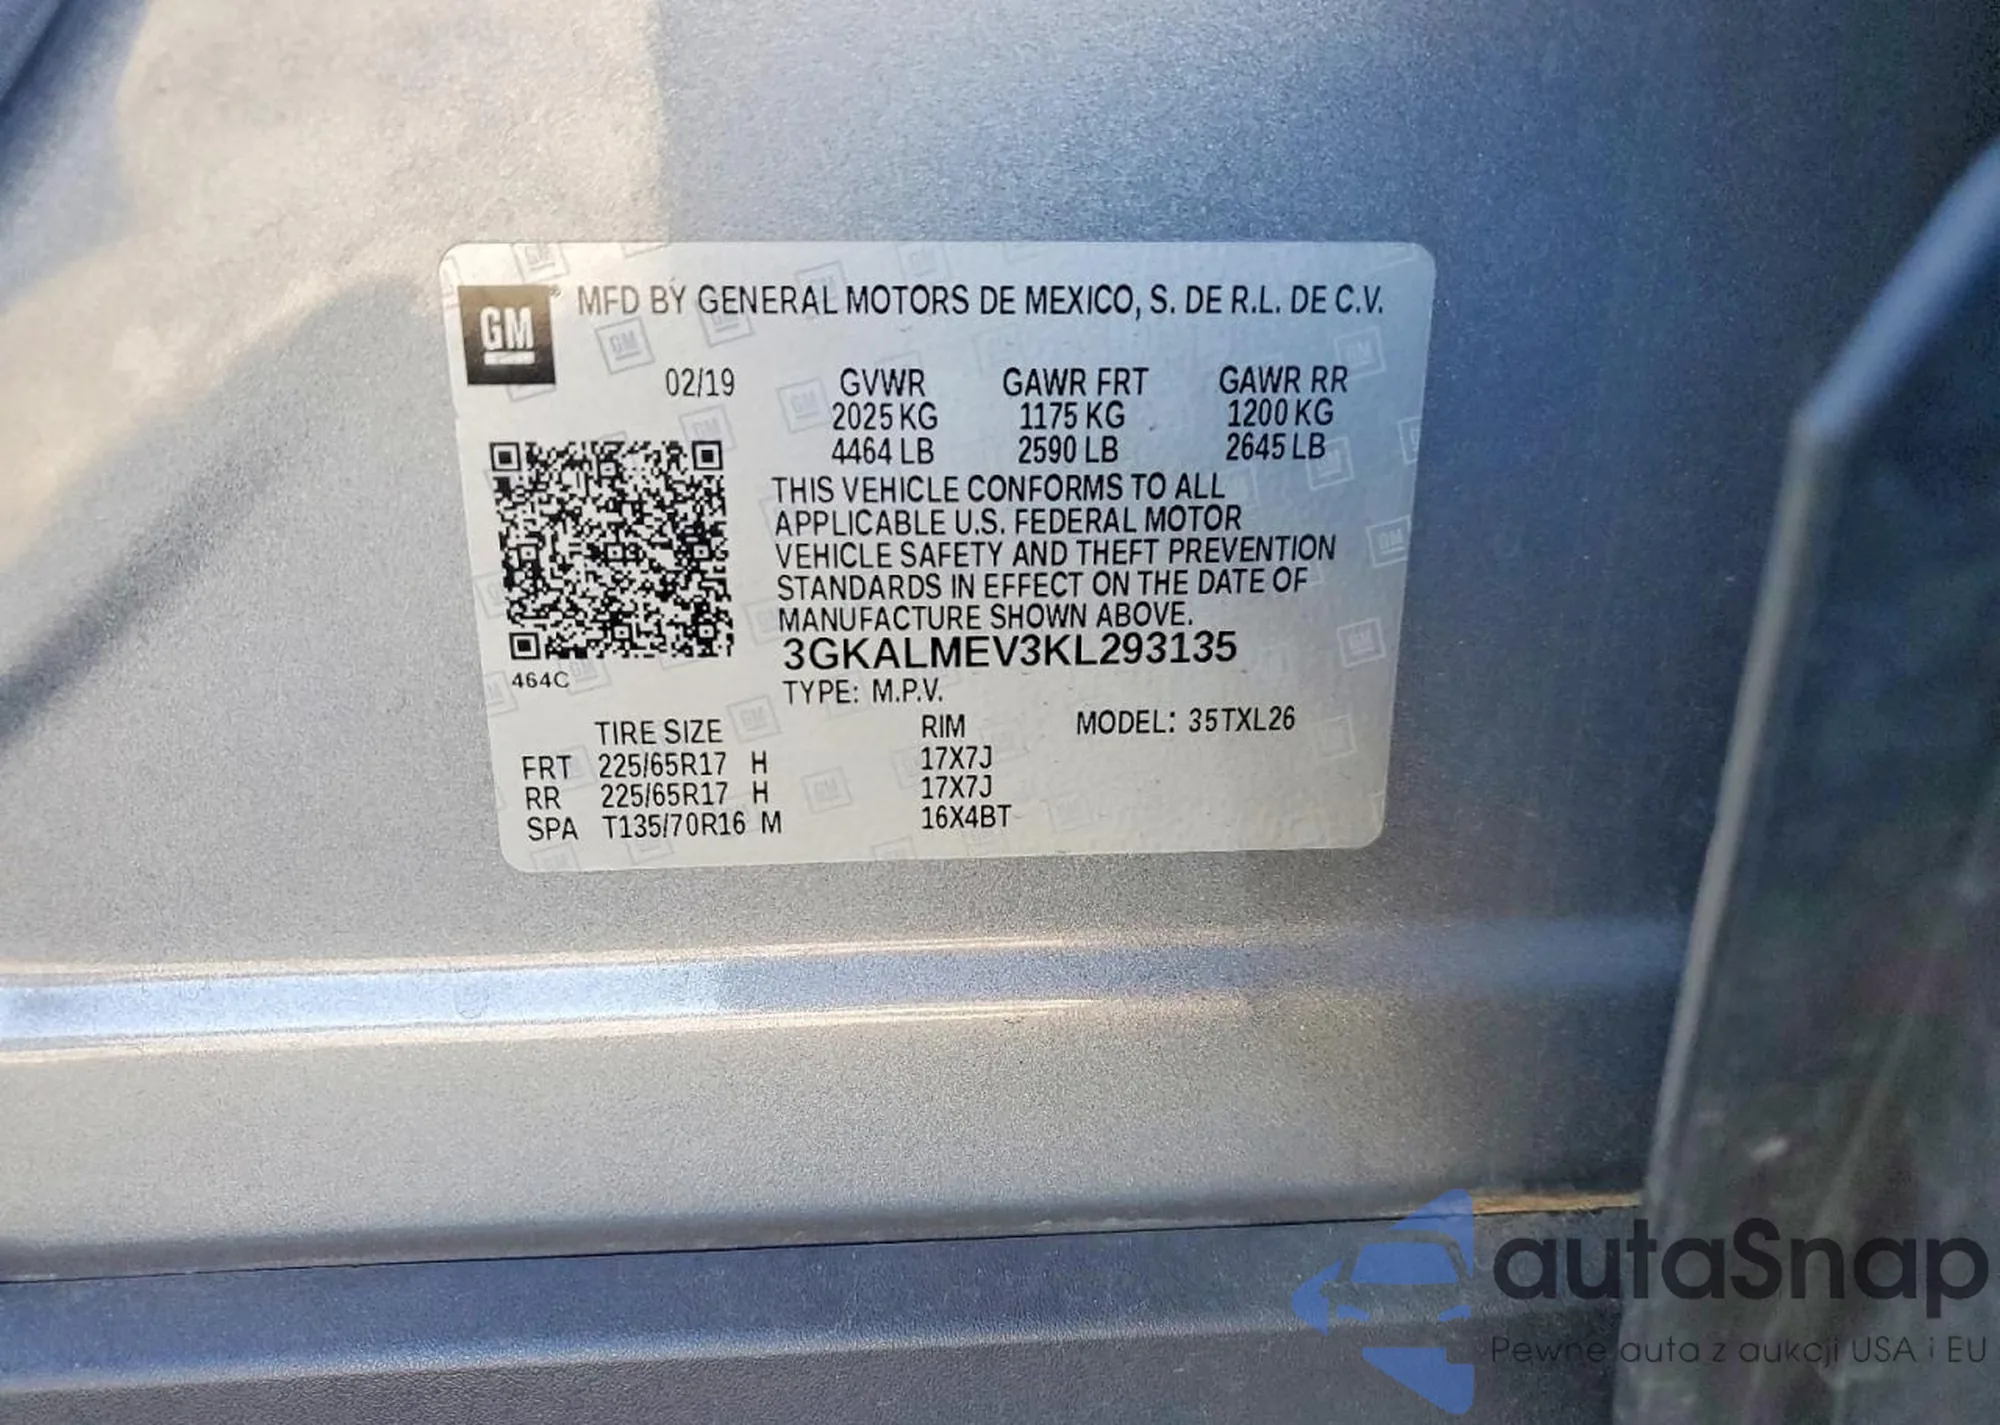 GM
MFD BY GENERAL MOTORS DE MEXICO, S. DE R.L. DE C.V.
02/19 GVWR GAWR FRT GAWR RR
2025 KG 1175 KG 1200 KG
4464 LB 2590 LB 2645 LB
THIS VEHICLE CONFORMS TO ALL
APPLICABLE U.S. FEDERAL MOTOR
VEHICLE SAFETY AND THEFT PREVENTION
STANDARDS IN EFFECT ON THE DATE OF
MANUFACTURE SHOWN ABOVE.
3GKALMEV3KL293135
464C
TYPE: M.P.V.
TIRE SIZE RIM MODEL: 35TXL26
FRT 225/65R17 H 17X7J
RR 225/65R17 H 17X7J
SPA T135/70R16 M 16X4BT
autaSnap
Pewne auta z aukcji USA i EU